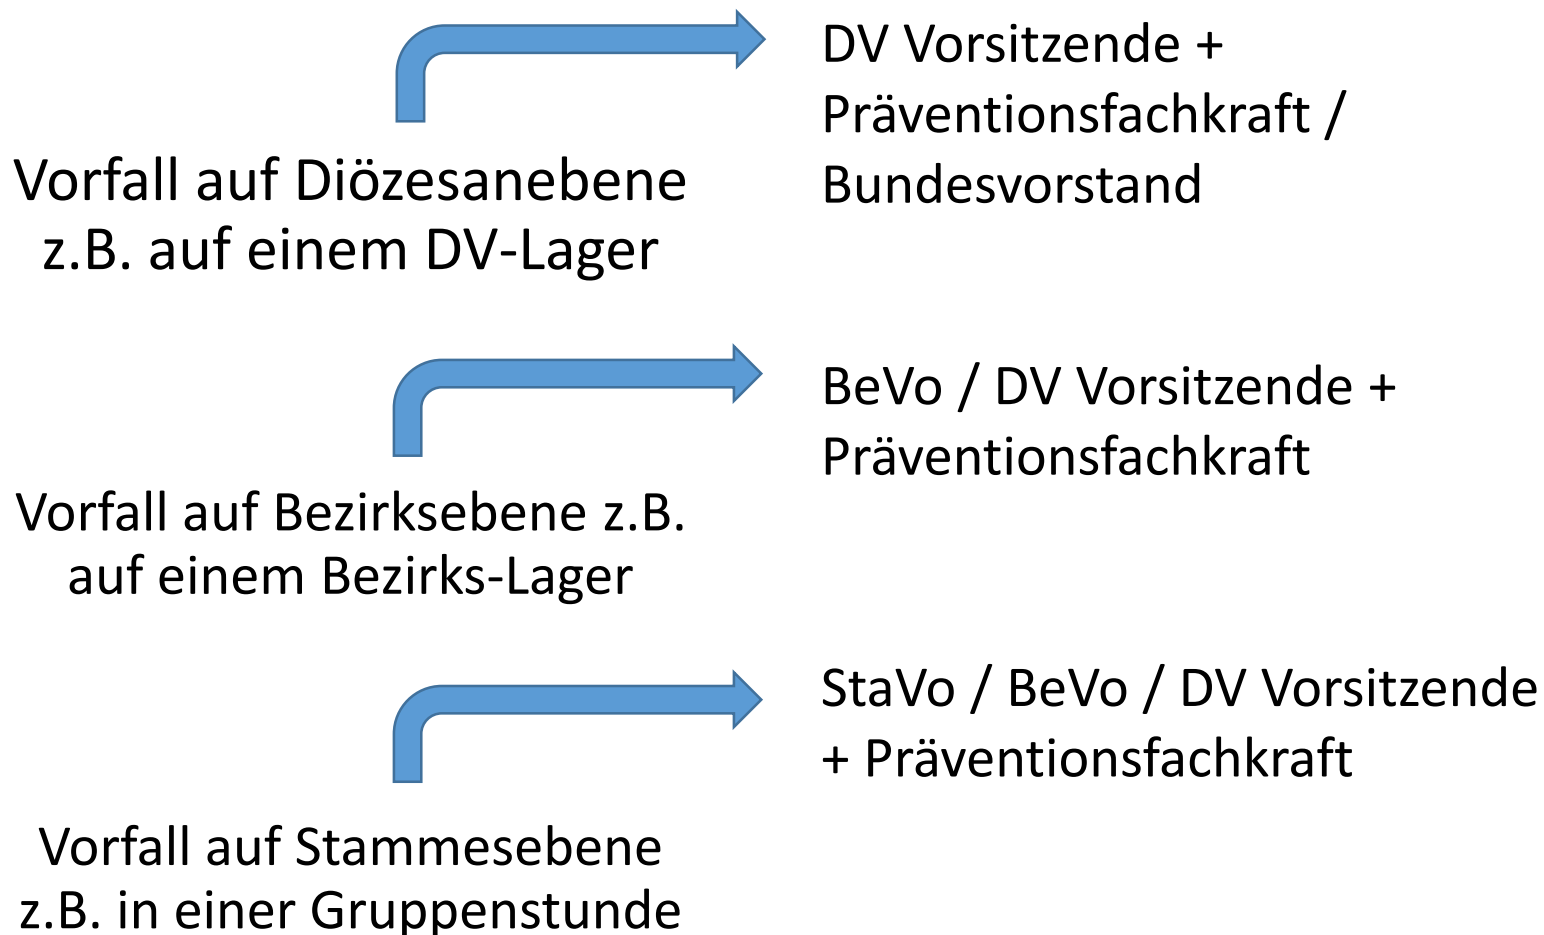 DV Vorsitzende +
Präventionsfachkraft /
Bundesvorstand
Vorfall auf Diözesanebene
z.B. auf einem DV-Lager
BeVo / DV Vorsitzende +
Präventionsfachkraft
Vorfall auf Bezirksebene z.B.
auf einem Bezirks-Lager
StaVo / BeVo / DV Vorsitzende
+ Präventionsfachkraft
Vorfall auf Stammesebene
z.B. in einer Gruppenstunde